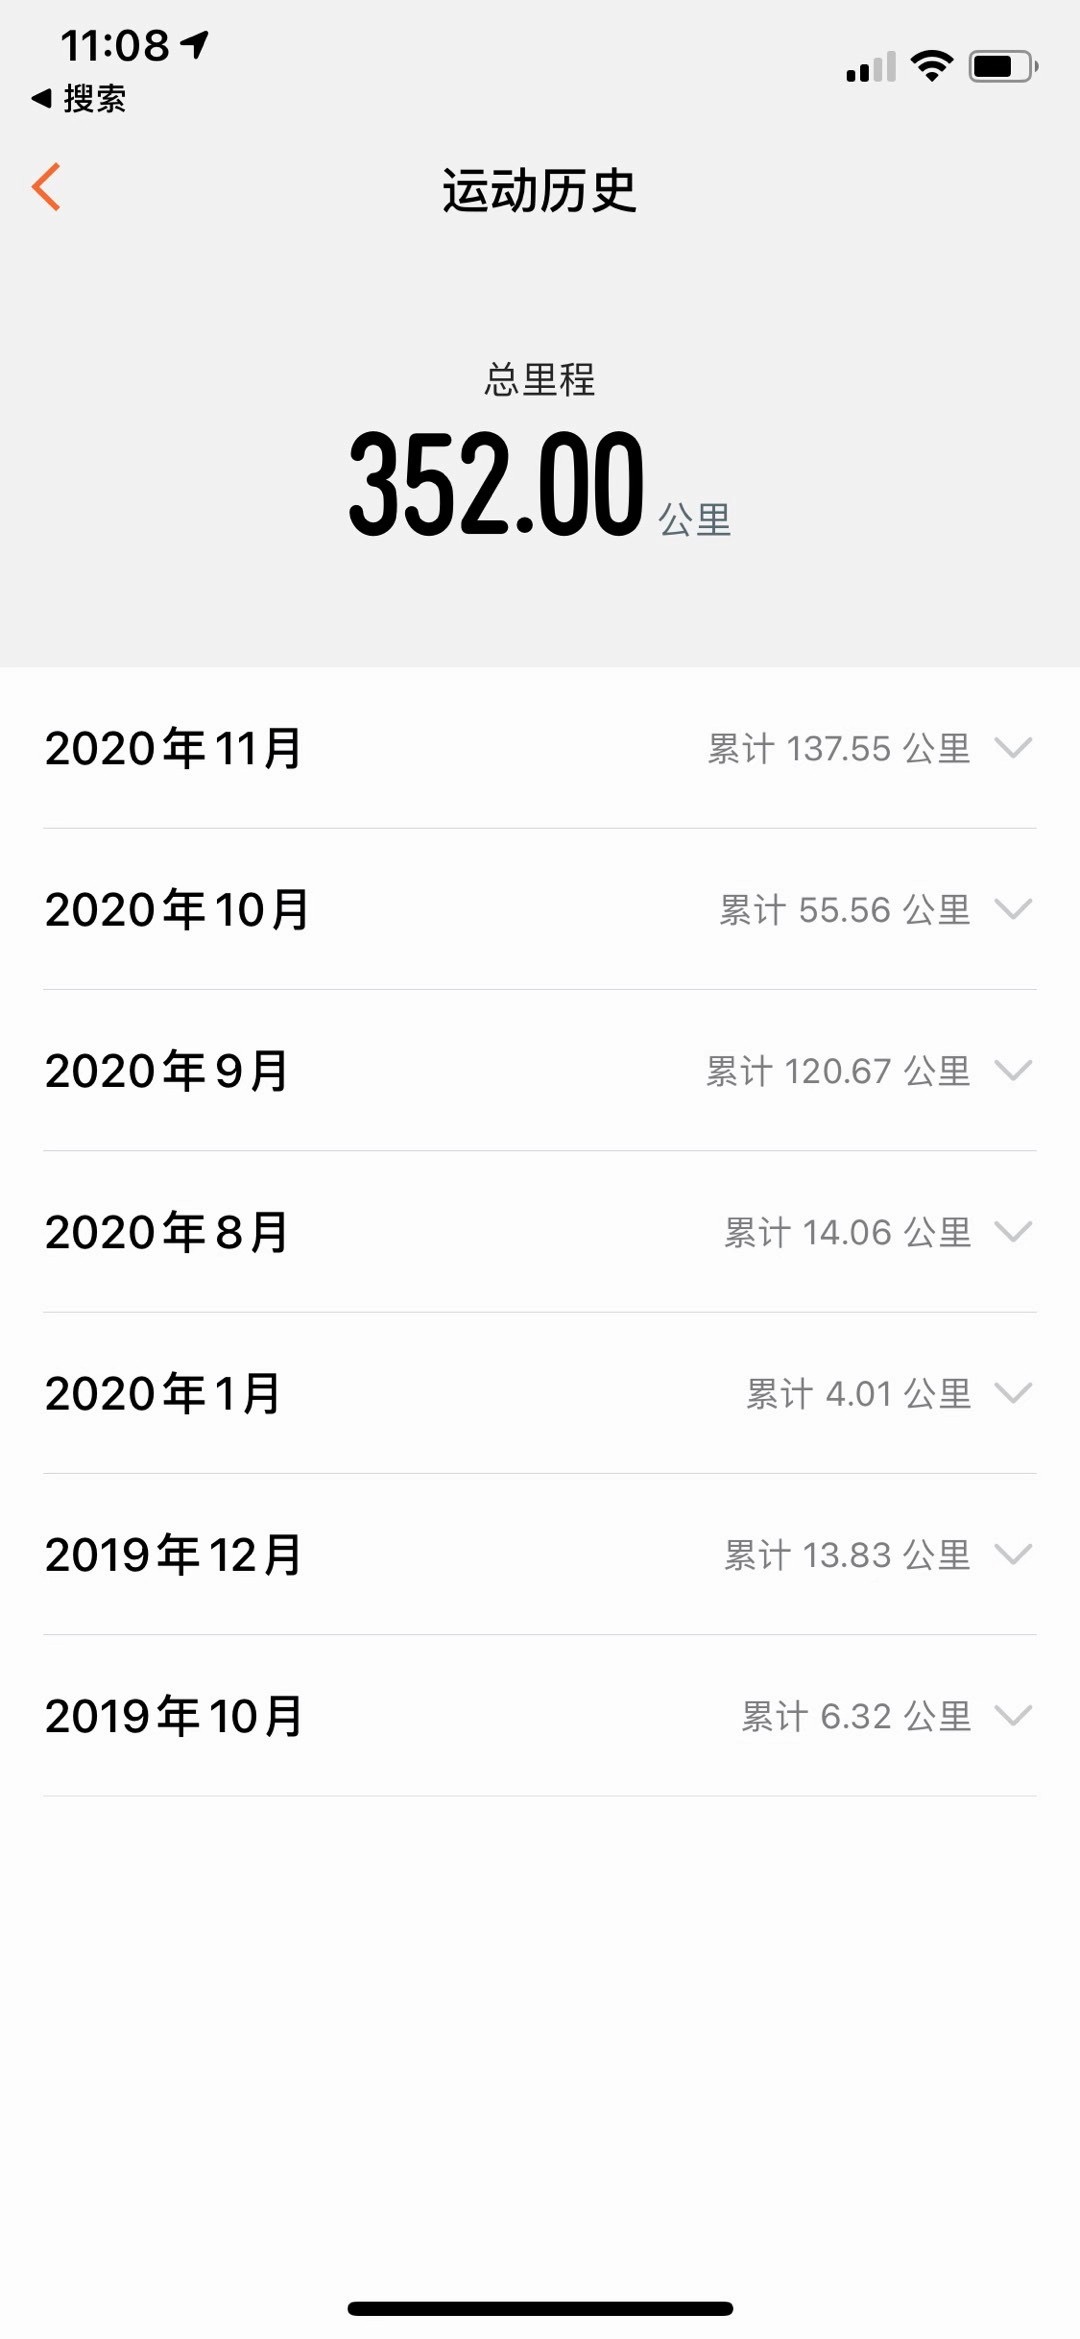 11:08
搜索
运动历史
总里程
352.00 公里
2020年11月 累计 137.55 公里
2020年10月 累计 55.56 公里
2020年9月 累计 120.67 公里
2020年8月 累计 14.06 公里
2020年1月 累计 4.01 公里
2019年12月 累计 13.83 公里
2019年10月 累计 6.32 公里